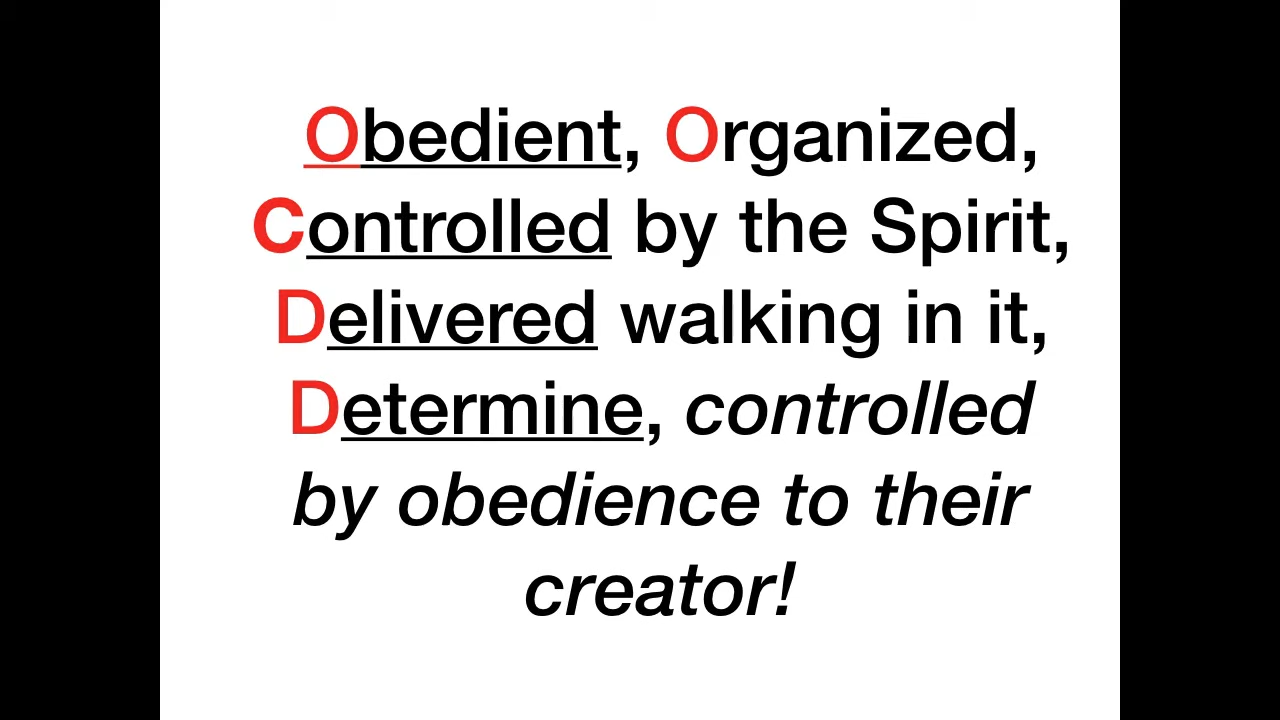 Obedient, Organized,
Controlled by the Spirit,
Delivered walking in it,
Determine, controlled
by obedience to their
creator!